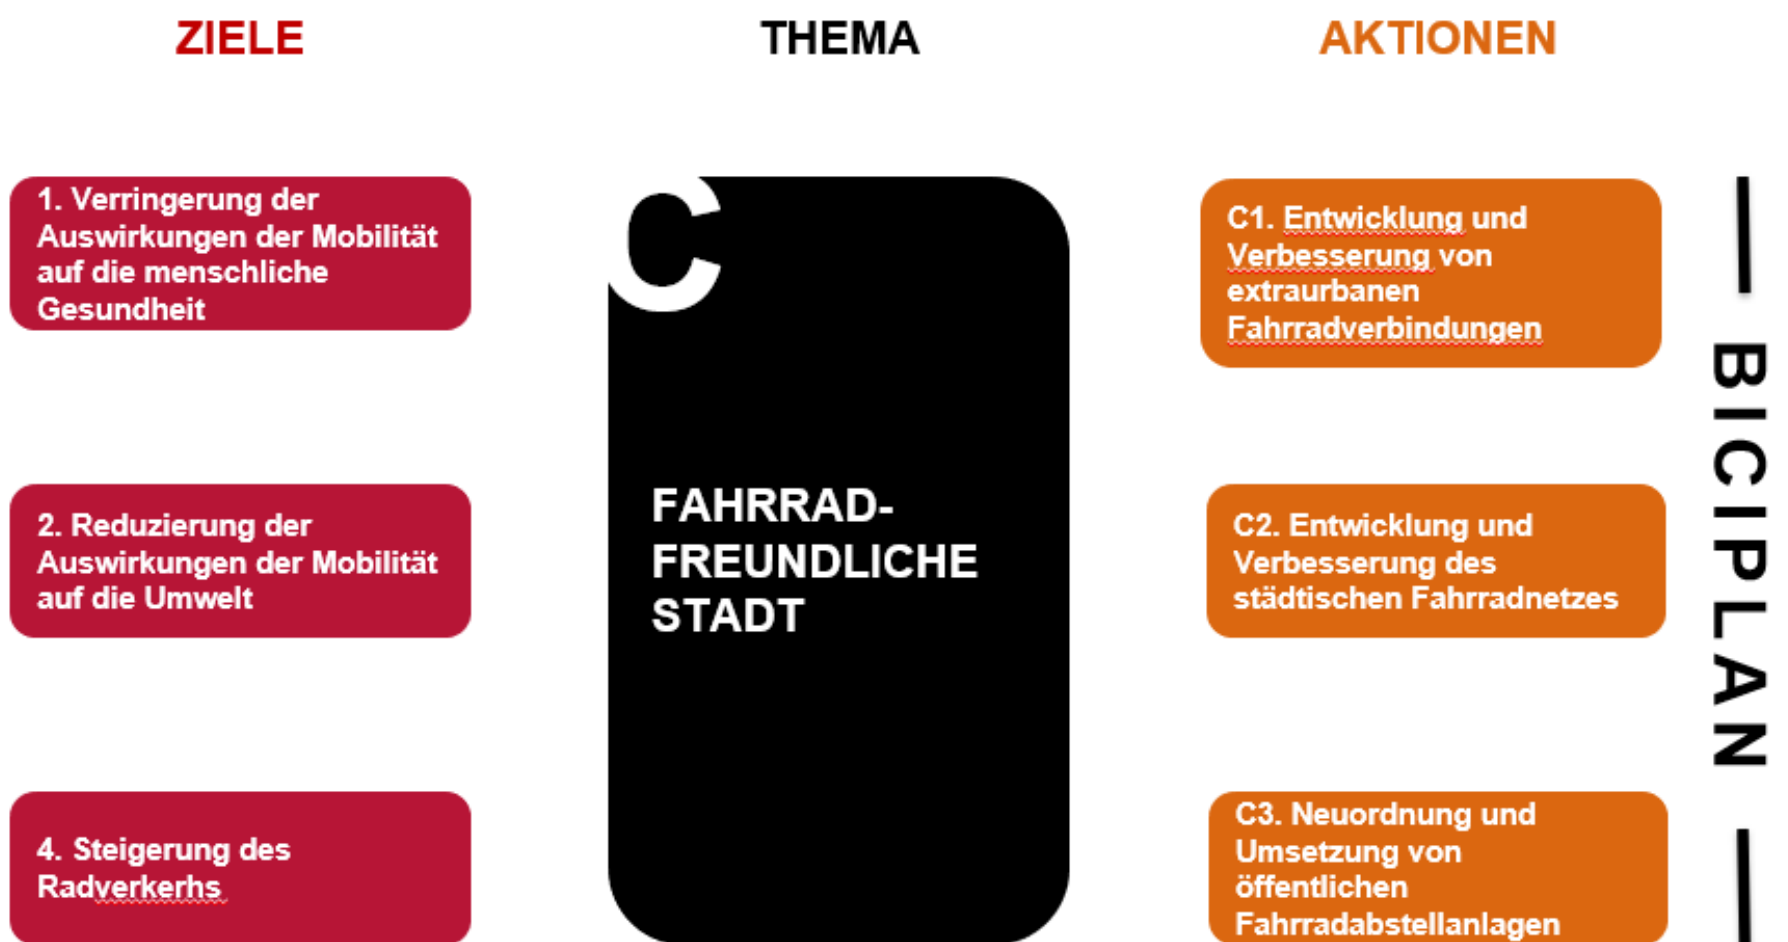 ZIELE
THEMA
AKTIONEN
1. Verringerung der
Auswirkungen der Mobilität
auf die menschliche
Gesundheit
2. Reduzierung der
Auswirkungen der Mobilität
auf die Umwelt
4. Steigerung des
Radverkerhs
C
FAHRRAD-
FREUNDLICHE
STADT
C1. Entwicklung und
Verbesserung von
extraurbanen
Fahrradverbindungen
C2. Entwicklung und
Verbesserung des
städtischen Fahrradnetzes
C3. Neuordnung und
Umsetzung von
öffentlichen
Fahrradabstellanlagen
BICIPLAN